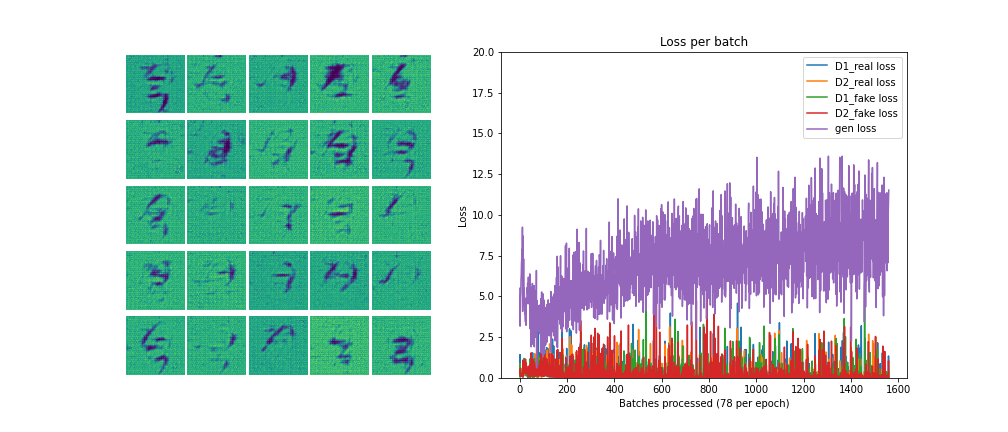 Loss per batch
20.0
17.5
15.0
12.5
10.0
7.5
5.0
2.5
0.0
Loss
D1_real loss
D2_real loss
D1_fake loss
D2_fake loss
gen loss
0 200 400 600 800 1000 1200 1400 1600
Batches processed (78 per epoch)